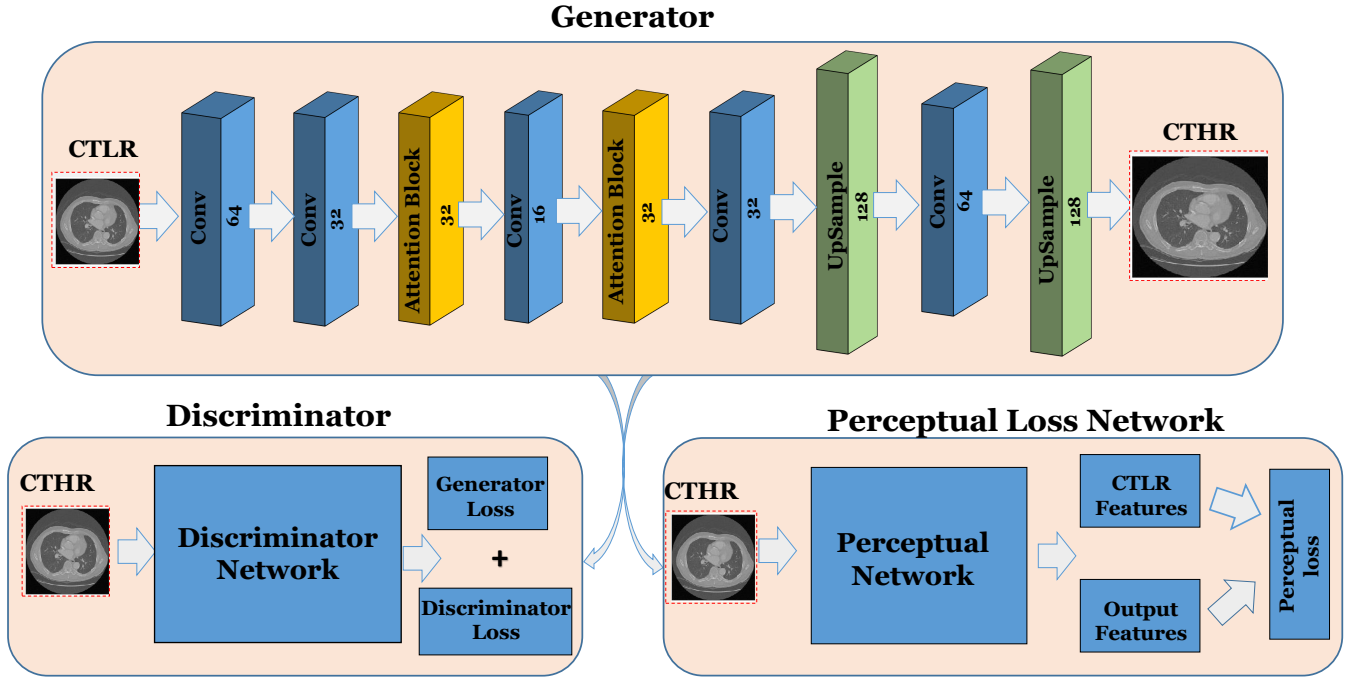 Generator
CTLR
Conv
64
Conv
32
Attention Block
32
Conv
16
Attention Block
32
Conv
32
UpSample
128
Conv
64
UpSample
128
CTHR
Discriminator
CTHR
Discriminator
Network
Generator
Loss
+
Discriminator
Loss
Perceptual Loss Network
CTHR
Perceptual
Network
CTLR
Features
Output
Features
Perceptual
loss